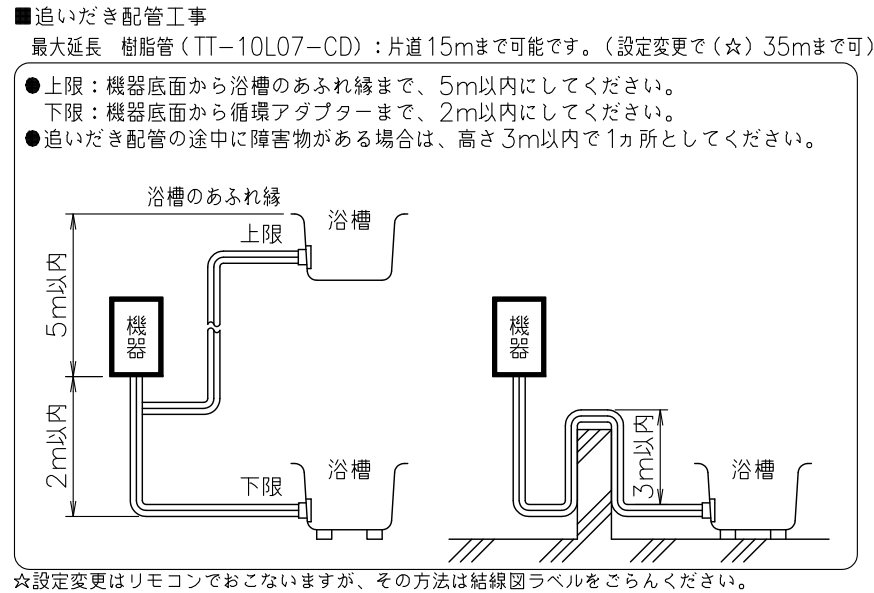 ■追いだき配管工事
最大延長　樹脂管（TT−10L07−CD）：片道15mまで可能です。（設定変更で（☆）35mまで可）
●上限：機器底面から浴槽のあふれ縁まで、5m以内にしてください。
下限：機器底面から循環アダプターまで、2m以内にしてください。
●追いだき配管の途中に障害物がある場合は、高さ3m以内で1ヵ所としてください。
浴槽のあふれ縁
浴槽
上限
5m以内
機器
機器
2m以内
3m以内
下限
浴槽
浴槽
☆設定変更はリモコンでおこないますが、その方法は結線図ラベルをごらんください。